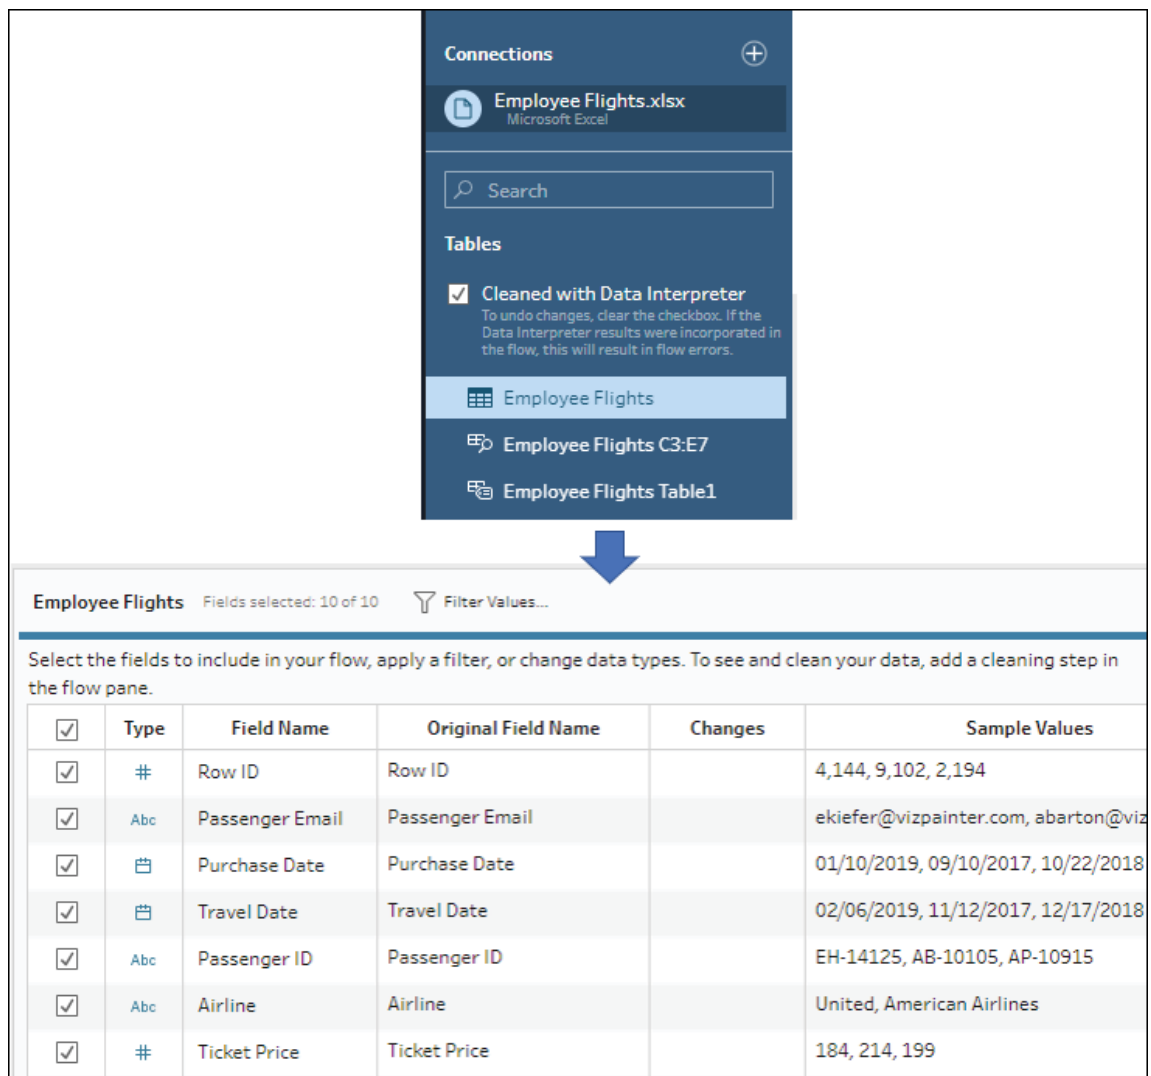 Connections
Employee Flights.xlsx
Microsoft Excel
Search
Tables
Cleaned with Data Interpreter
To undo changes, clear the checkbox. If the
Data Interpreter results were incorporated in
the flow, this will result in flow errors.
Employee Flights
Employee Flights C3:E7
Employee Flights Table1
Employee Flights Fields selected: 10 of 10 Filter Values...
Select the fields to include in your flow, apply a filter, or change data types. To see and clean your data, add a cleaning step in
the flow pane.
Type Field Name Original Field Name Changes Sample Values
# Row ID Row ID 4,144, 9,102, 2,194
Abc Passenger Email Passenger Email ekiefer@vizpainter.com, abarton@viz
Purchase Date Purchase Date 01/10/2019, 09/10/2017, 10/22/2018
Travel Date Travel Date 02/06/2019, 11/12/2017, 12/17/2018
Abc Passenger ID Passenger ID EH-14125, AB-10105, AP-10915
Abc Airline Airline United, American Airlines
# Ticket Price Ticket Price 184, 214, 199